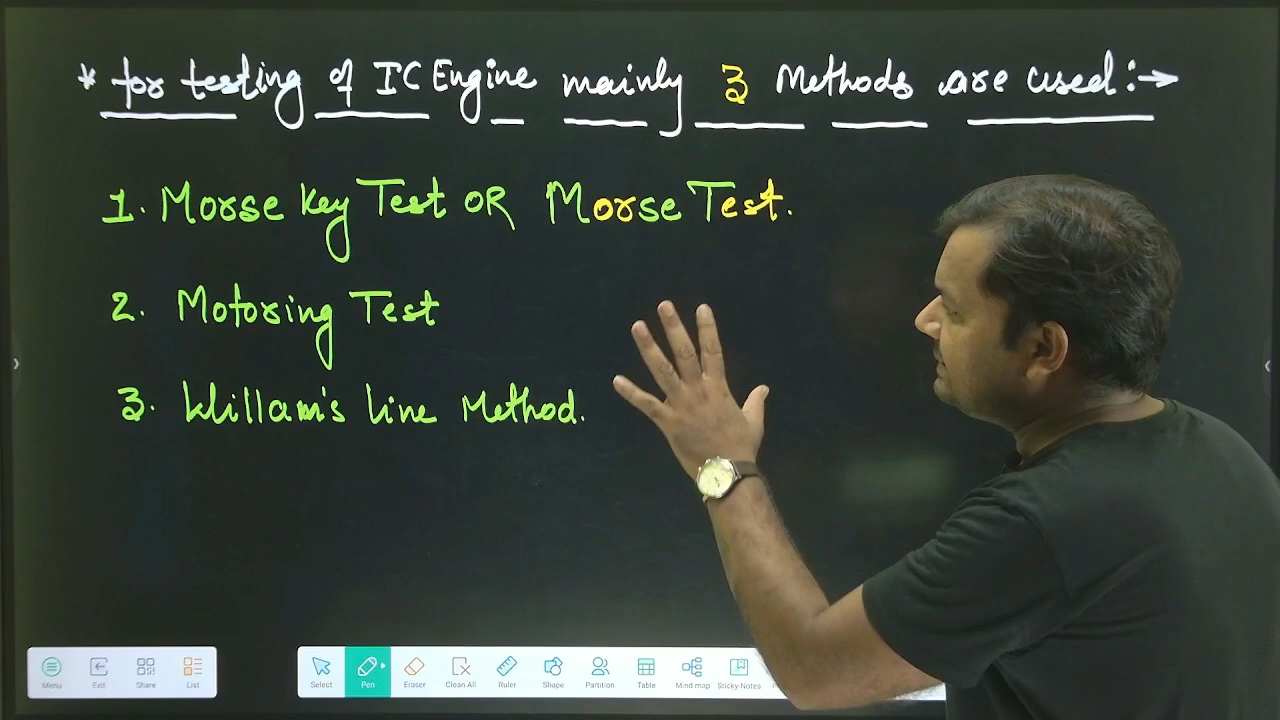 * for testing of IC Engine mainly 3 Methods are used:→
1. Morse Key Test OR Morse Test.
2. Motoring Test
3. Willam's Line Method.
Menu Exit Share List Select Pen Eraser Clean All Ruler Shape Partition Table Mind map Sticky-Notes